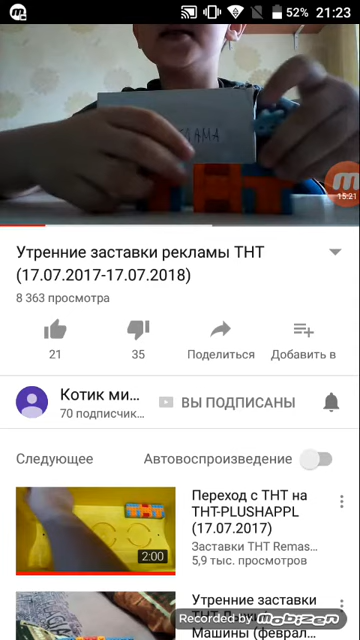 52% 21:23
РЕКЛАМА
15:21
Утренние заставки рекламы ТНТ
(17.07.2017-17.07.2018)
8 363 просмотра
21
35
Поделиться
Добавить в
Котик ми...
70 подписчик...
ВЫ ПОДПИСАНЫ
Следующее
Автовоспроизведение
2:00
Переход с ТНТ на
ТНТ-PLUSHAPPL
(17.07.2017)
Заставки ТНТ Remas...
5,9 тыс. просмотров
Утренние заставки
ТНТ
Машины (феврал...
Recorded by Mobizen